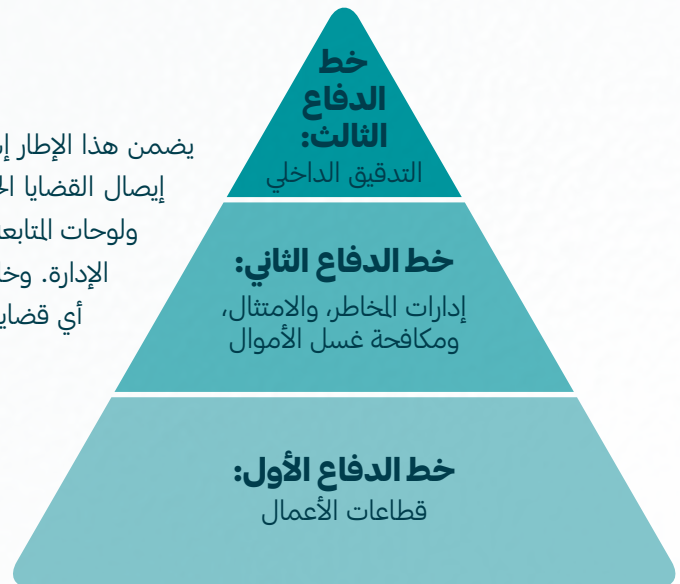 خط
الدفاع
الثالث:
التدقيق الداخلي
خط الدفاع الثاني:
إدارات المخاطر، والامتثال،
ومكافحة غسل الأموال
خط الدفاع الأول:
قطاعات الأعمال
يضمن هذا الإطار
إيصال القضايا
ولوحات المتابعة
الإدارة.
أي